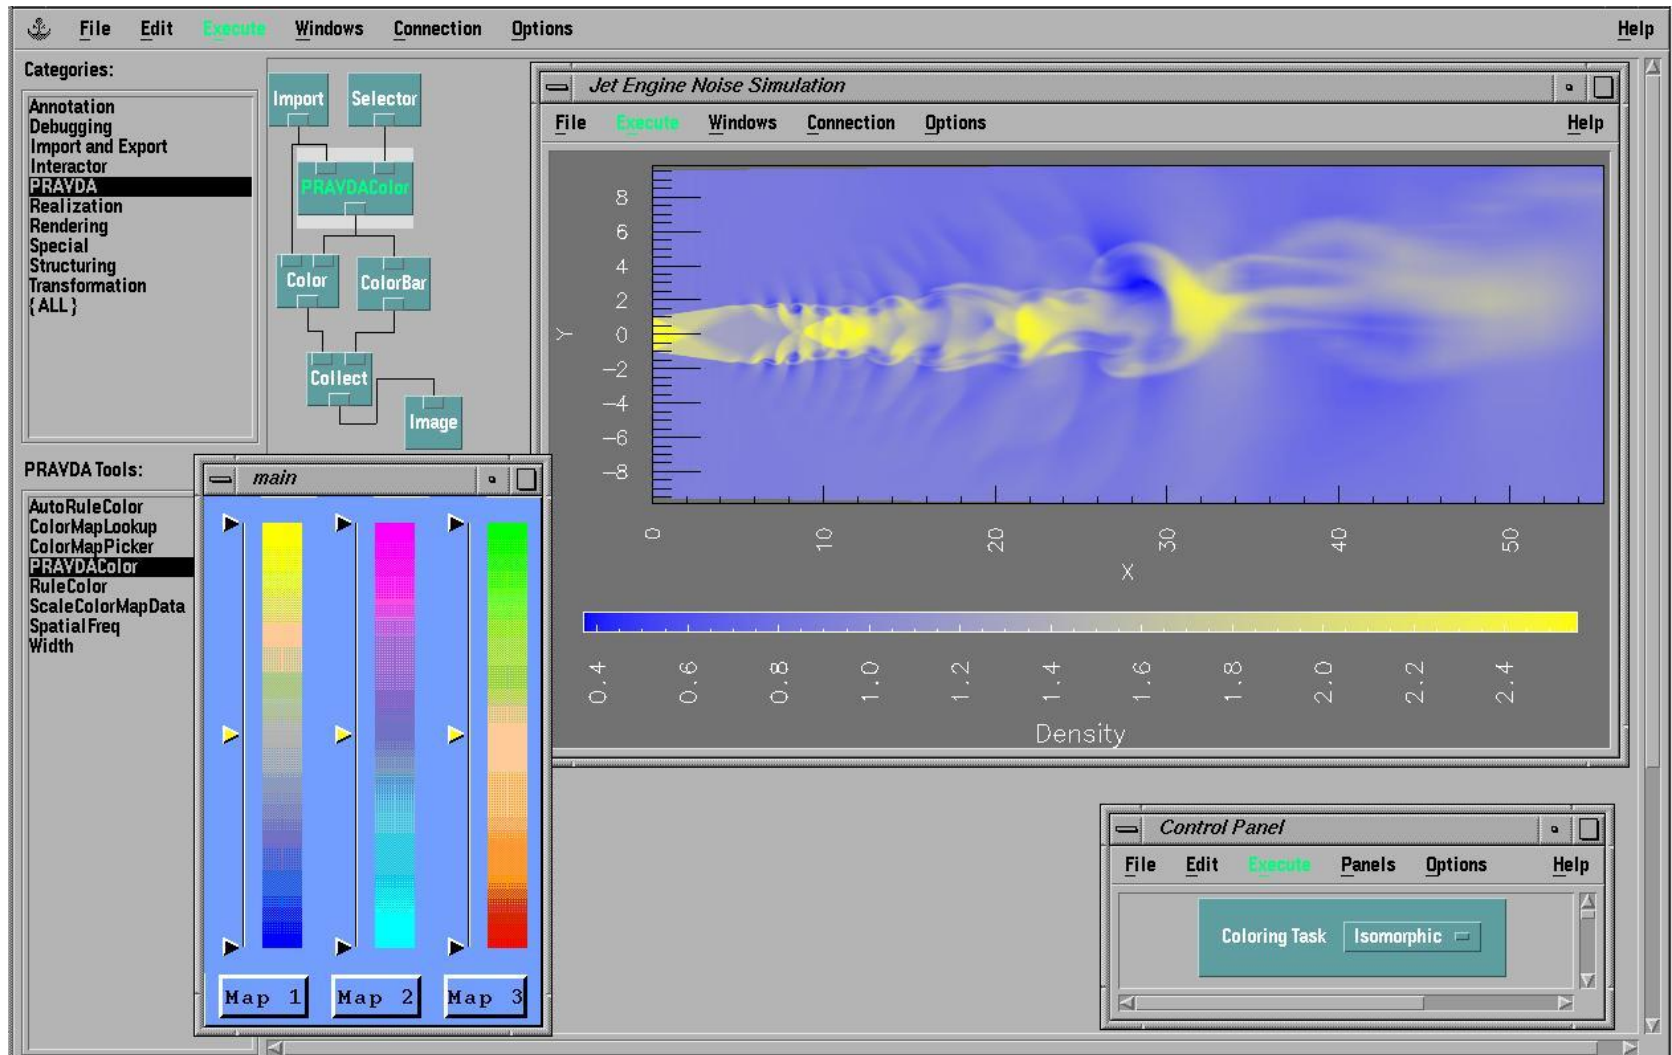 File Edit Execute Windows Connection Options Help
Categories:
Annotation
Debugging
Import and Export
Interactor
PRAVDA
Realization
Rendering
Special
Structuring
Transformation
{ALL}
PRAVDA Tools:
AutoRuleColor
ColorMapLookup
ColorMapPicker
PRAVDAColor
RuleColor
ScaleColorMapData
SpatialFreq
Width
Import Selector
PRAVDAColor
Color ColorBar
Collect
Image
Jet Engine Noise Simulation
File Execute Windows Connection Options Help
8
6
4
2
0
-2
-4
-6
-8
Y
0 10 20 30 40 50
X
0.4 0.6 0.8 1.0 1.2 1.4 1.6 1.8 2.0 2.2 2.4
Density
main
Map 1 Map 2 Map 3
Control Panel
File Edit Execute Panels Options Help
Coloring Task Isomorphic